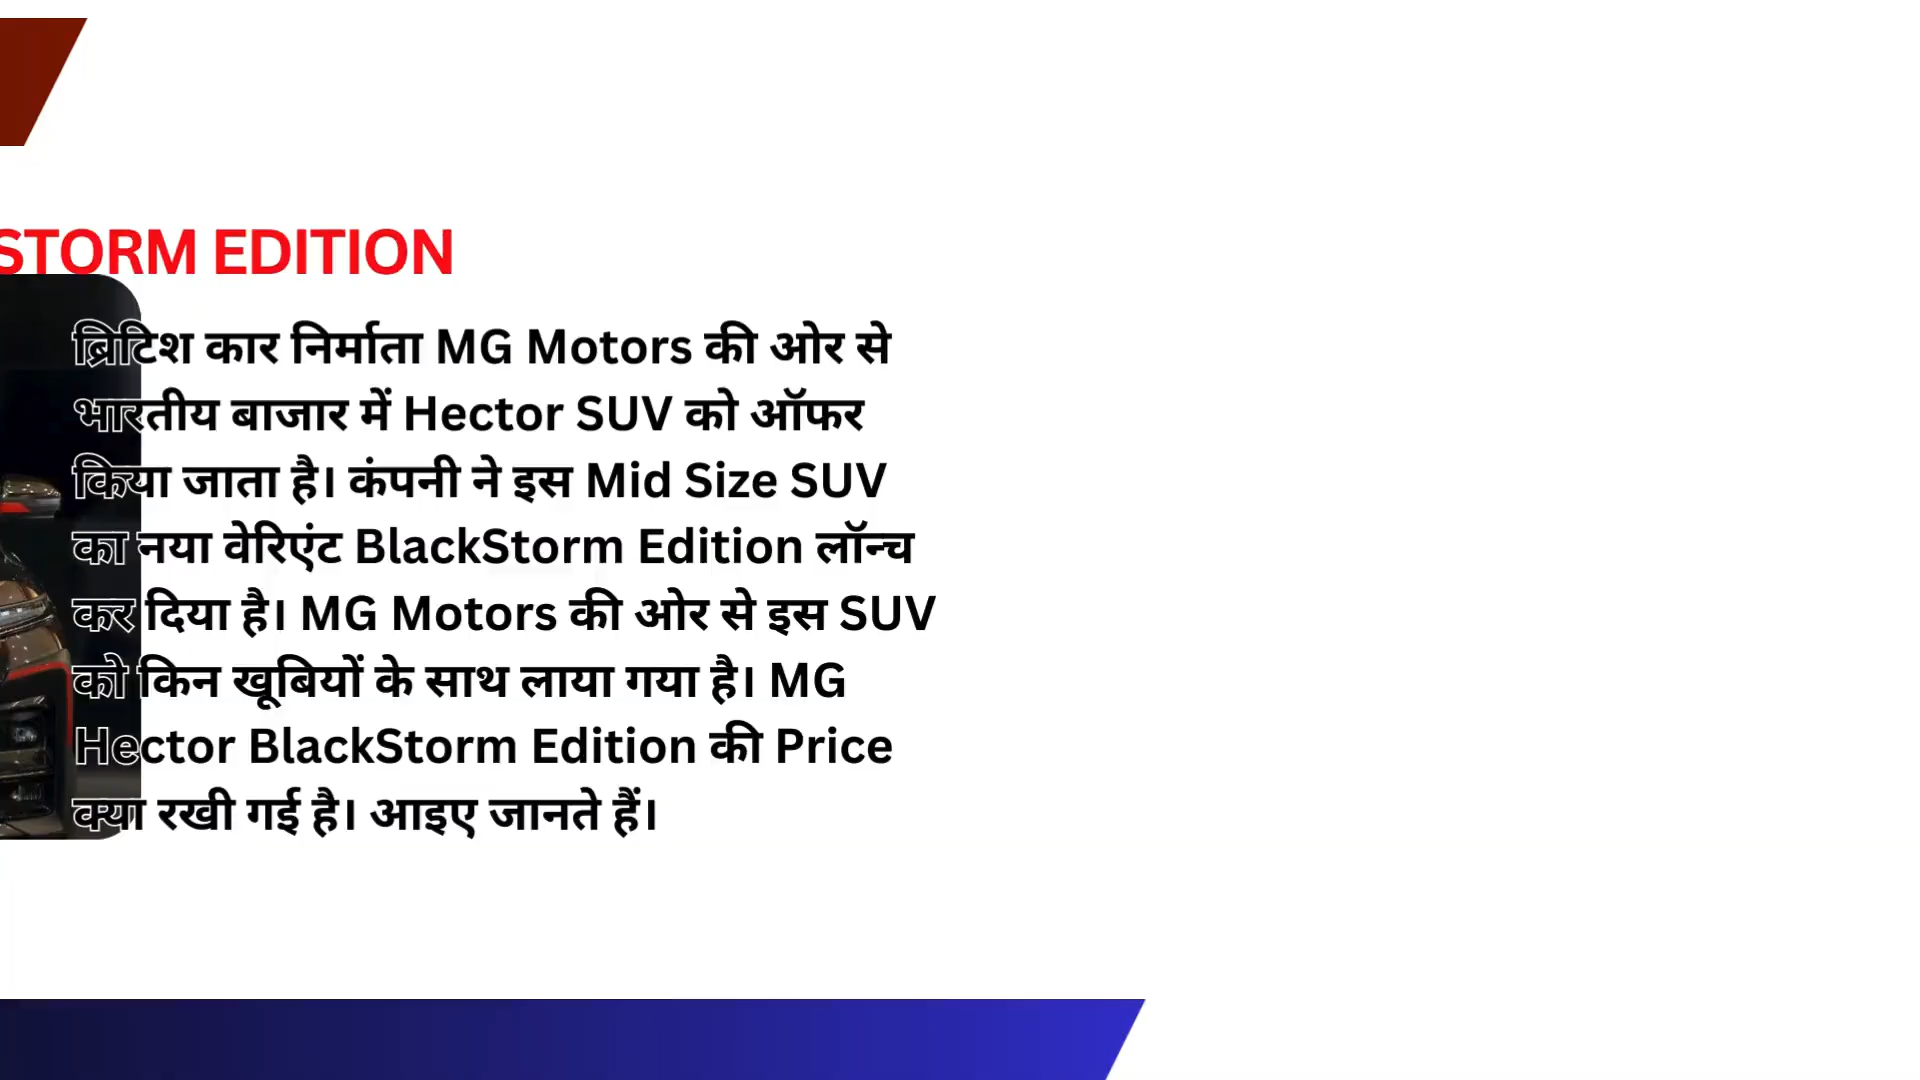 STORM EDITION
ब्रिटिश कार निर्माता MG Motors की ओर से
भारतीय बाजार में Hector SUV को ऑफर
किया जाता है। कंपनी ने इस Mid Size SUV
का नया वेरिएंट BlackStorm Edition लॉन्च
कर दिया है। MG Motors की ओर से इस SUV
को किन खूबियों के साथ लाया गया है। MG
Hector BlackStorm Edition की Price
क्या रखी गई है। आइए जानते हैं।